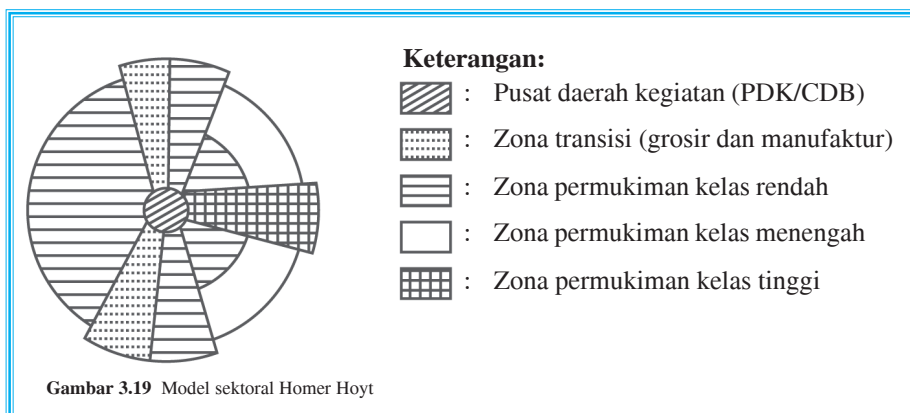 Keterangan:
: Pusat daerah kegiatan (PDK/CDB)
: Zona transisi (grosir dan manufaktur)
: Zona permukiman kelas rendah
: Zona permukiman kelas menengah
: Zona permukiman kelas tinggi
Gambar 3.19 Model sektoral Homer Hoyt